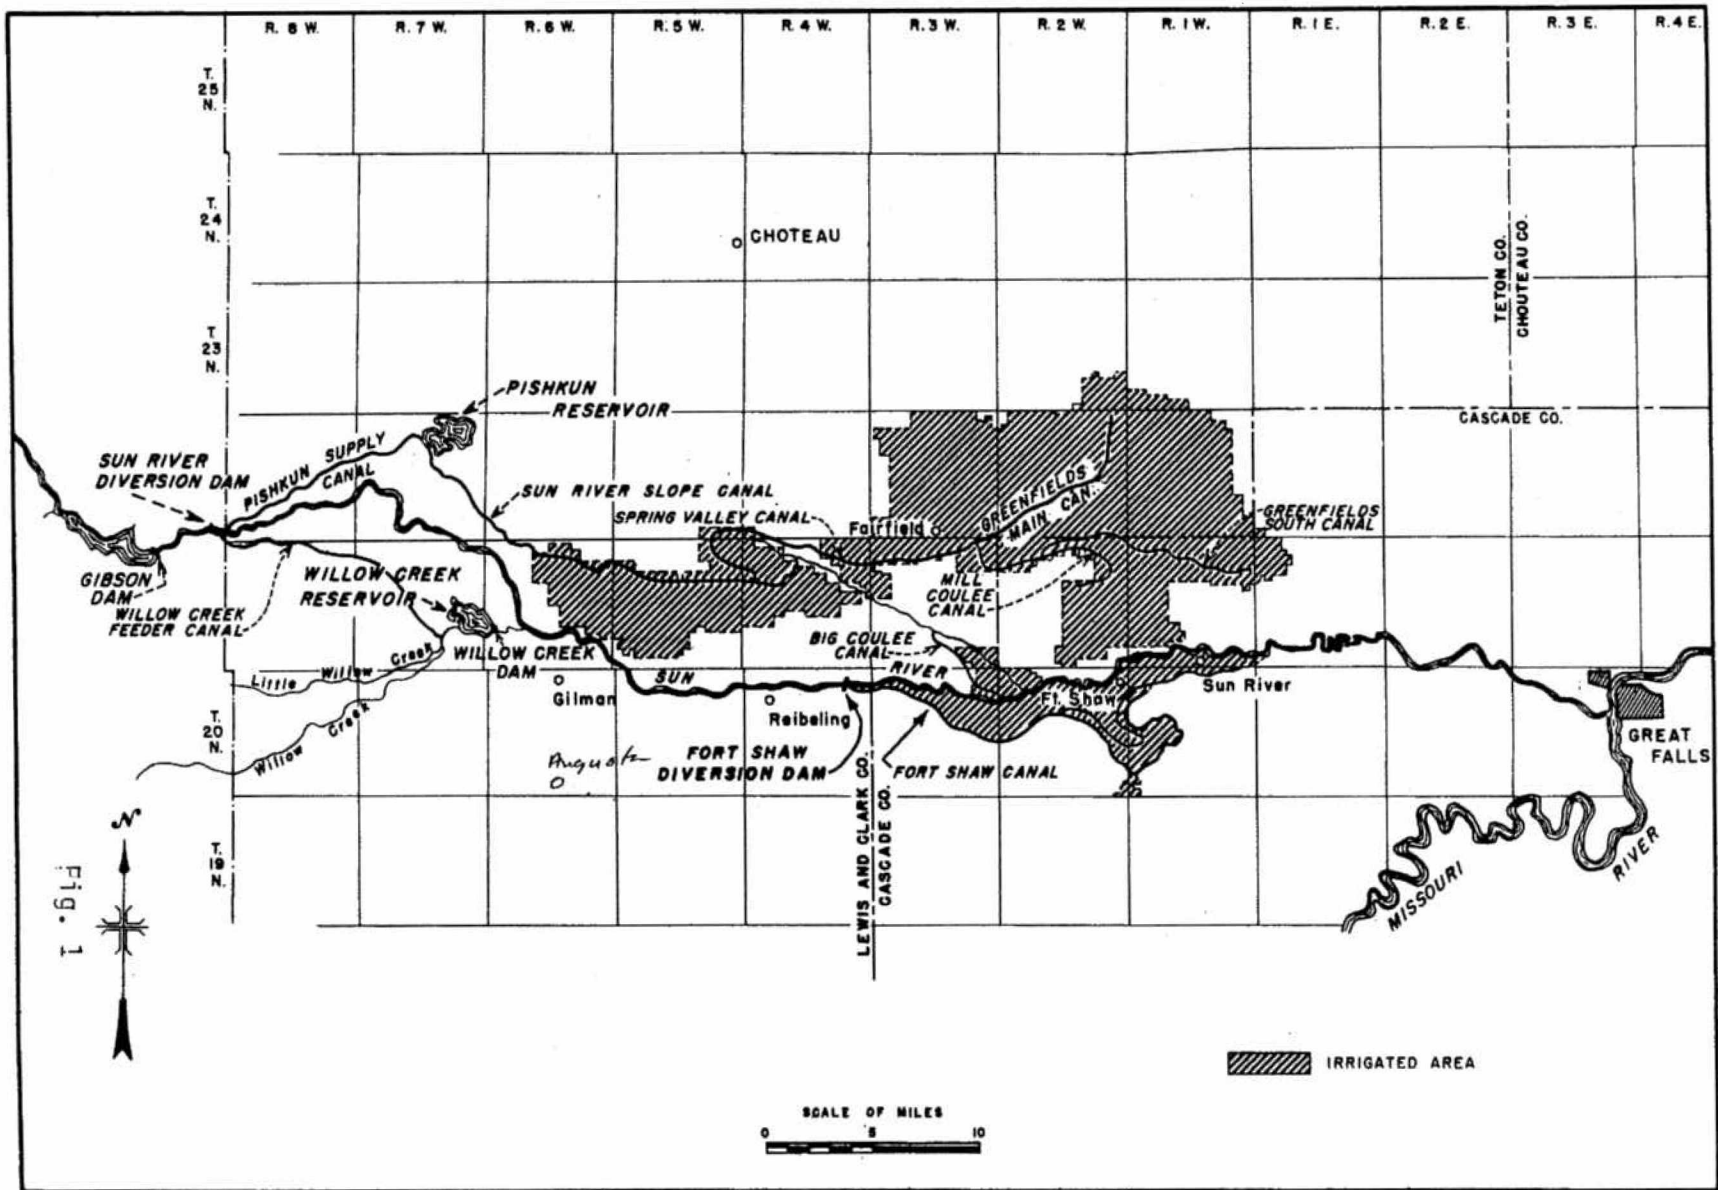 R. 8 W. R. 7 W. R. 6 W. R. 5 W. R. 4 W. R. 3 W. R. 2 W. R. 1 W. R. 1 E. R. 2 E. R. 3 E. R. 4 E.
T.
25
N.
T.
24
N.
CHOTEAU
TETON CO.
CHOUTEAU CO.
T.
23
N.
PISHKUN
RESERVOIR
CASCADE CO.
SUN RIVER
DIVERSION DAM
PISHKUN SUPPLY
CANAL
SUN RIVER SLOPE CANAL
SPRING VALLEY CANAL
Fairfield
GREENFIELDS
MAIN CAN.
GREENFIELDS
SOUTH CANAL
GIBSON
DAM
WILLOW CREEK
FEEDER CANAL
WILLOW CREEK
RESERVOIR
MILL
COULEE
CANAL
BIG COULEE
CANAL
WILLOW CREEK
DAM
Little Willow Creek
SUN RIVER
Gilman
Reibeling
Ft. Shaw
Sun River
T.
20
N.
Willow Creek
Augusta
FORT SHAW
DIVERSION DAM
FORT SHAW CANAL
GREAT
FALLS
LEWIS AND CLARK CO.
CASCADE CO.
N
T.
19
N.
MISSOURI RIVER
Fig. 1
IRRIGATED AREA
SCALE OF MILES
0 5 10